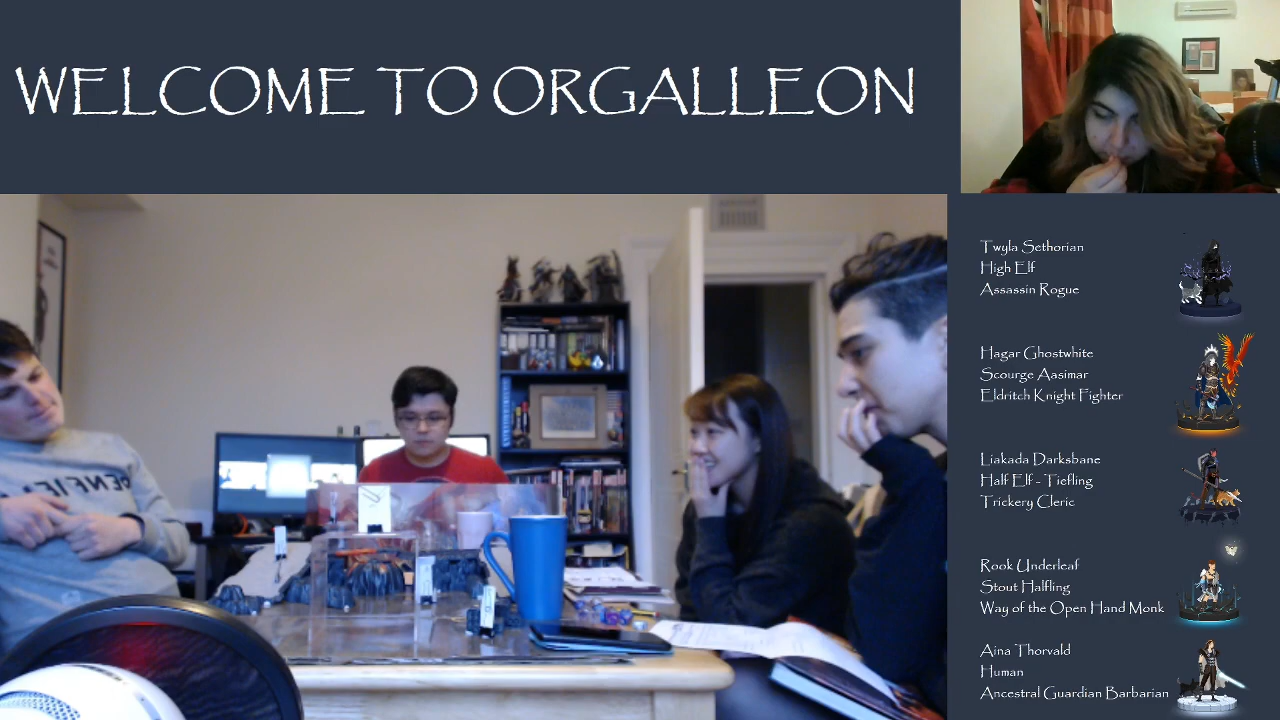 WELCOME TO ORGALLEON
Twyla Sethorian
High Elf
Assassin Rogue
Hagar Ghostwhite
Scourge Aasimar
Eldritch Knight Fighter
Liakada Darksbane
Half Elf - Tiefling
Trickery Cleric
Rook Underleaf
Stout Halfling
Way of the Open Hand Monk
Aina Thorvald
Human
Ancestral Guardian Barbarian